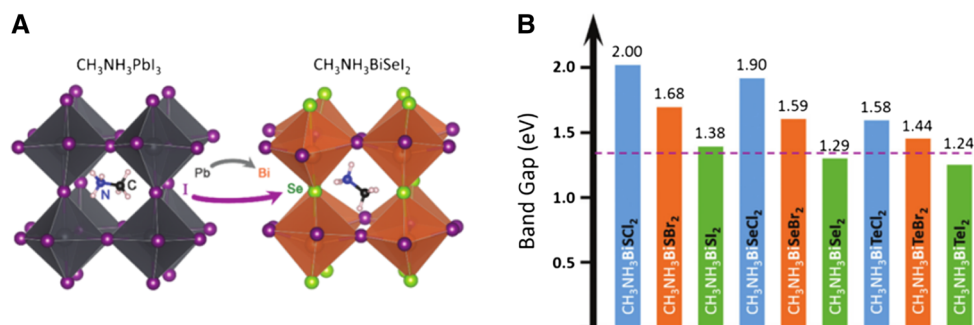 A
CH₃NH₃PbI₃
CH₃NH₃BiSeI₂
Pb
Bi
I
Se
N
C
B
Band Gap (eV)
2.0
1.5
1.0
0.5
2.00
1.68
1.38
1.90
1.59
1.29
1.58
1.44
1.24
CH₃NH₃BiSCl₂
CH₃NH₃BiSBr₂
CH₃NH₃BiSI₂
CH₃NH₃BiSeCl₂
CH₃NH₃BiSeBr₂
CH₃NH₃BiSeI₂
CH₃NH₃BiTeCl₂
CH₃NH₃BiTeBr₂
CH₃NH₃BiTeI₂